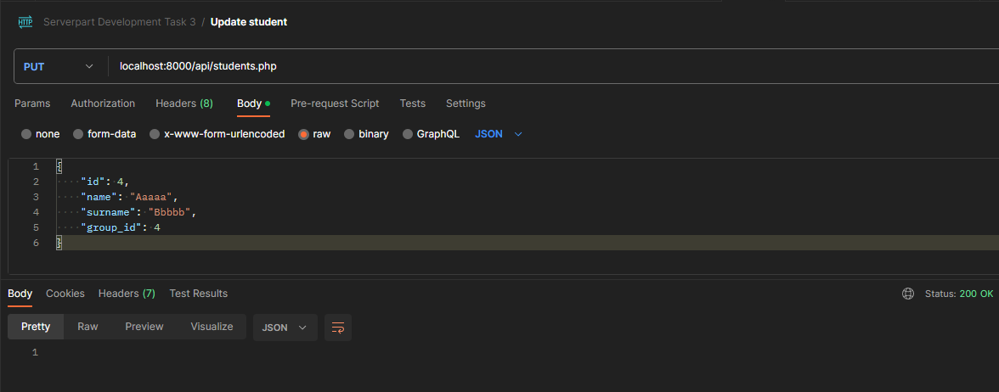 HTTP Serverpart Development Task 3 / Update student
PUT localhost:8000/api/students.php
Params Authorization Headers (8) Body Pre-request Script Tests Settings
none form-data x-www-form-urlencoded raw binary GraphQL JSON
1 {
2 "id": 4,
3 "name": "Aaaaa",
4 "surname": "Bbbbb",
5 "group_id": 4
6 }
Body Cookies Headers (7) Test Results Status: 200 OK
Pretty Raw Preview Visualize JSON
1